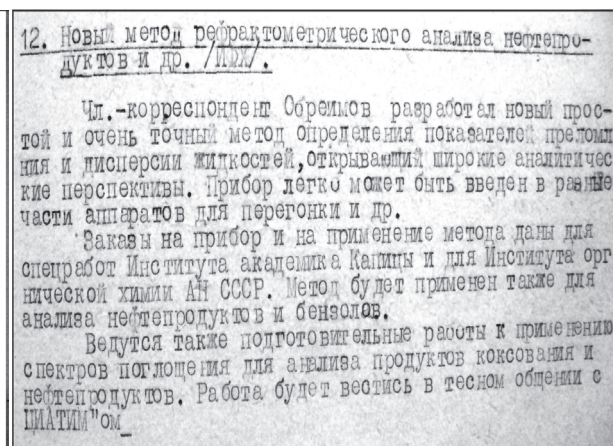 12. Новый метод рефрактометрического анализа нефтепро-
дуктов и др. /ИОХ/.
Чл.-корреспондент Обреимов разработал новый прос-
той и очень точный метод определения показателей преломл
ния и дисперсии жидкостей, открывающий широкие аналитичес
кие перспективы. Прибор легко может быть введен в разные
части аппаратов для перегонки и др.
Заказы на прибор и на применение метода даны для
спецработ Института академика Капицы и для Института орг
нической химии АН СССР. Метод будет применен также для
анализа нефтепродуктов и бензолов.
Ведутся также подготовительные работы к применению
спектров поглощения для анализа продуктов коксования и
нефтепродуктов. Работа будет вестись в тесном общении с
ЦИАТИМ"ом